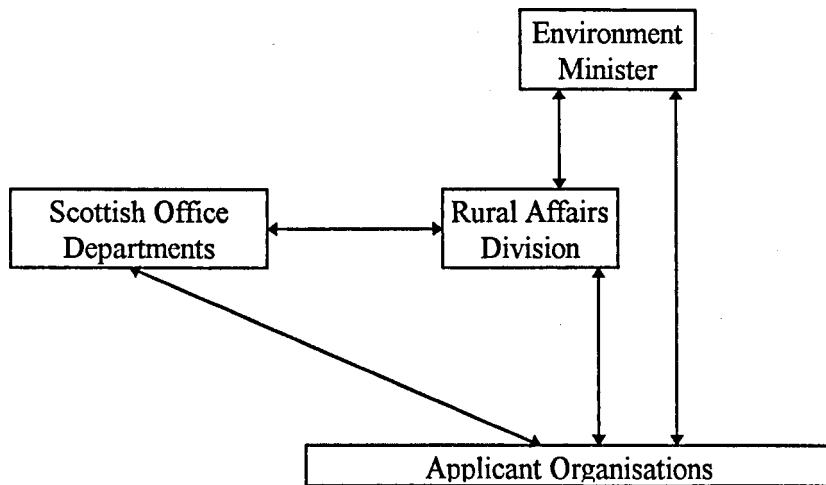 Environment
Minister
Scottish Office
Departments
Rural Affairs
Division
Applicant Organisations